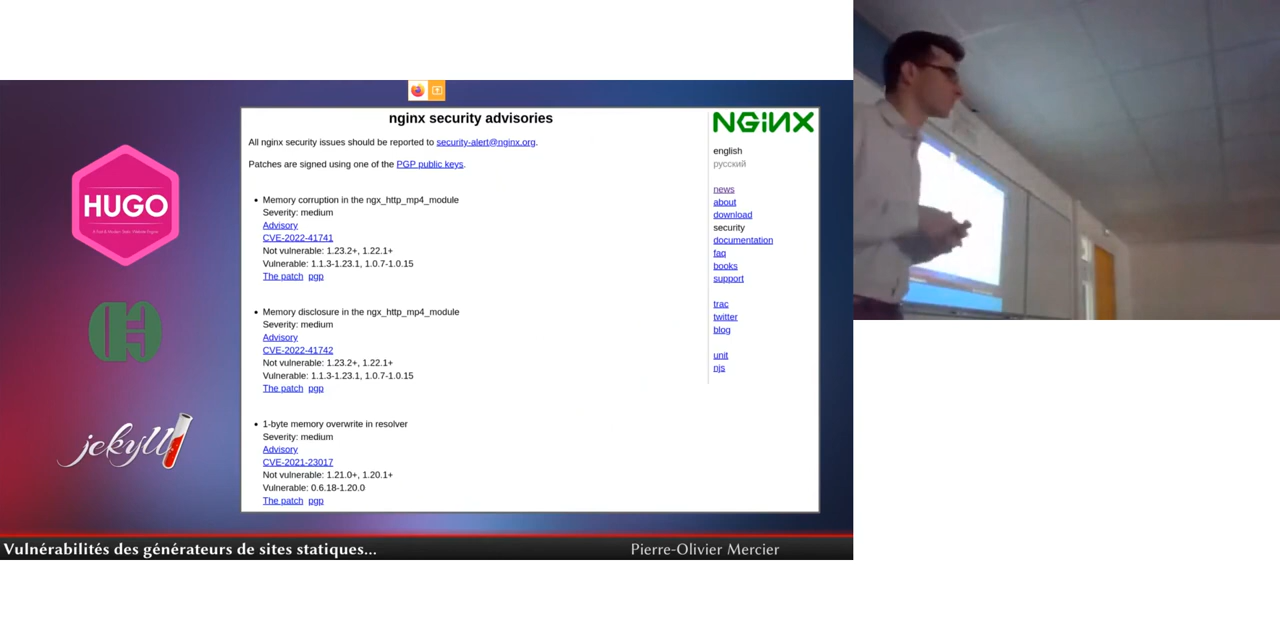 HUGO
jekyll
nginx security advisories
All nginx security issues should be reported to security-alert@nginx.org.
Patches are signed using one of the PGP public keys.
• Memory corruption in the ngx_http_mp4_module
Severity: medium
Advisory
CVE-2022-41741
Not vulnerable: 1.23.2+, 1.22.1+
Vulnerable: 1.1.3-1.23.1, 1.0.7-1.0.15
The patch pgp
• Memory disclosure in the ngx_http_mp4_module
Severity: medium
Advisory
CVE-2022-41742
Not vulnerable: 1.23.2+, 1.22.1+
Vulnerable: 1.1.3-1.23.1, 1.0.7-1.0.15
The patch pgp
• 1-byte memory overwrite in resolver
Severity: medium
Advisory
CVE-2021-23017
Not vulnerable: 1.21.0+, 1.20.1+
Vulnerable: 0.6.18-1.20.0
The patch pgp
NGINX
english
русский
news
about
download
security
documentation
faq
books
support
trac
twitter
blog
unit
njs
Vulnérabilités des générateurs de sites statiques...
Pierre-Olivier Mercier